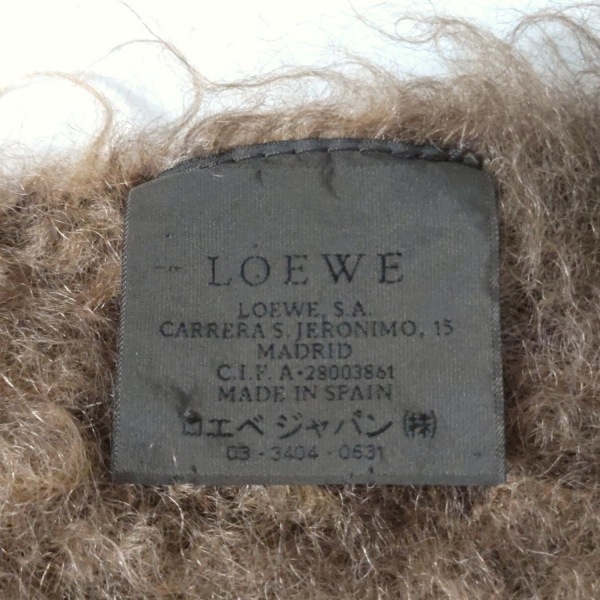 LOEWE
LOEWE, S.A.
CARRERA S. JERONIMO, 15
MADRID
C.I.F. A-28003861
MADE IN SPAIN
ロエベ ジャパン (株)
03-3404-0631